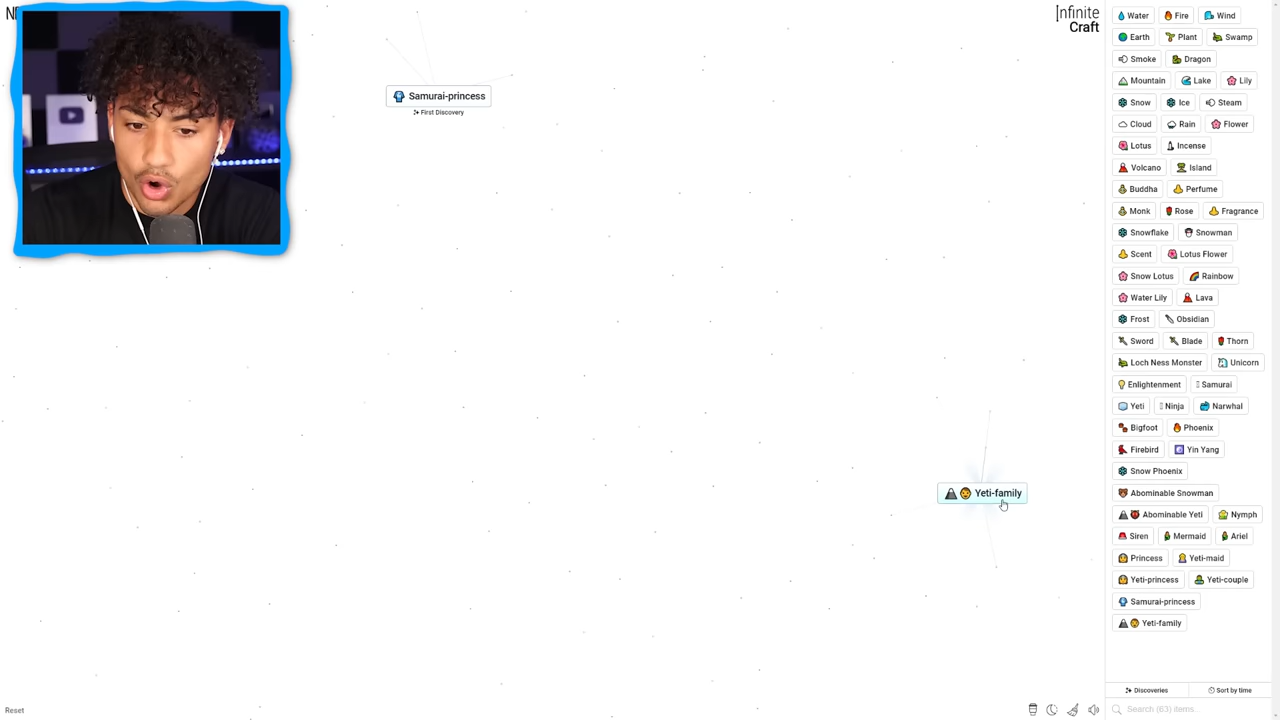 NE
Infinite
Craft
Samurai-princess
First Discovery
Yeti-family
Water Fire Wind
Earth Plant Swamp
Smoke Dragon
Mountain Lake Lily
Snow Ice Steam
Cloud Rain Flower
Lotus Incense
Volcano Island
Buddha Perfume
Monk Rose Fragrance
Snowflake Snowman
Scent Lotus Flower
Snow Lotus Rainbow
Water Lily Lava
Frost Obsidian
Sword Blade Thorn
Loch Ness Monster Unicorn
Enlightenment Samurai
Yeti Ninja Narwhal
Bigfoot Phoenix
Firebird Yin Yang
Snow Phoenix
Abominable Snowman
Abominable Yeti Nymph
Siren Mermaid Ariel
Princess Yeti-maid
Yeti-princess Yeti-couple
Samurai-princess
Yeti-family
Discoveries Sort by time
Reset
Search (63) items...